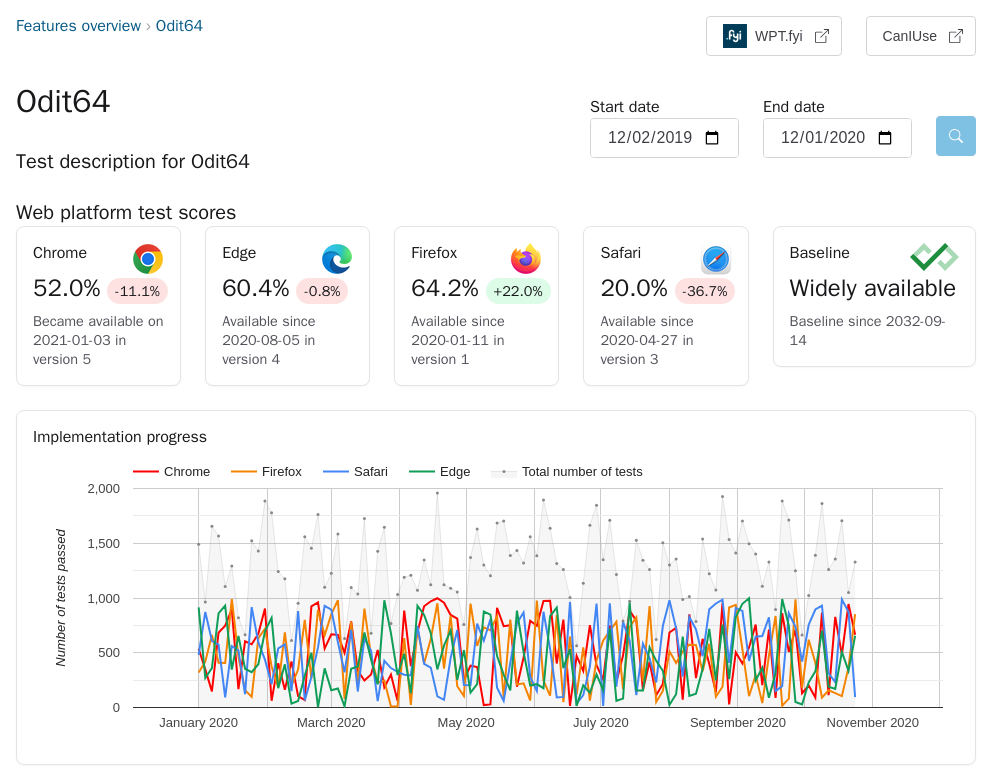 Features overview › Odit64
.fyi WPT.fyi
CanIUse
Odit64
Start date
End date
12/02/2019
12/01/2020
Test description for Odit64
Web platform test scores
Chrome
52.0% -11.1%
Became available on
2021-01-03 in
version 5
Edge
60.4% -0.8%
Available since
2020-08-05 in
version 4
Firefox
64.2% +22.0%
Available since
2020-01-11 in
version 1
Safari
20.0% -36.7%
Available since
2020-04-27 in
version 3
Baseline
Widely available
Baseline since 2032-09-
14
Implementation progress
Chrome Firefox Safari Edge Total number of tests
Number of tests passed
2,000
1,500
1,000
500
0
January 2020 March 2020 May 2020 July 2020 September 2020 November 2020